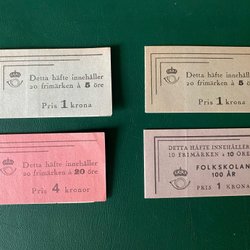 Detta häfte innehåller
20 frimärken à 5 öre
Pris 1 krona
Detta häfte innehåller
20 frimärken à 5 öre
Pris 1 krona
Detta häfte innehåller
20 frimärken à 20 öre
Pris 4 kronor
DETTA HÄFTE INNEHÅLLER
10 FRIMÄRKEN à 10 ÖRE
FOLKSKOLAN
100 ÅR
PRIS 1 KRONA